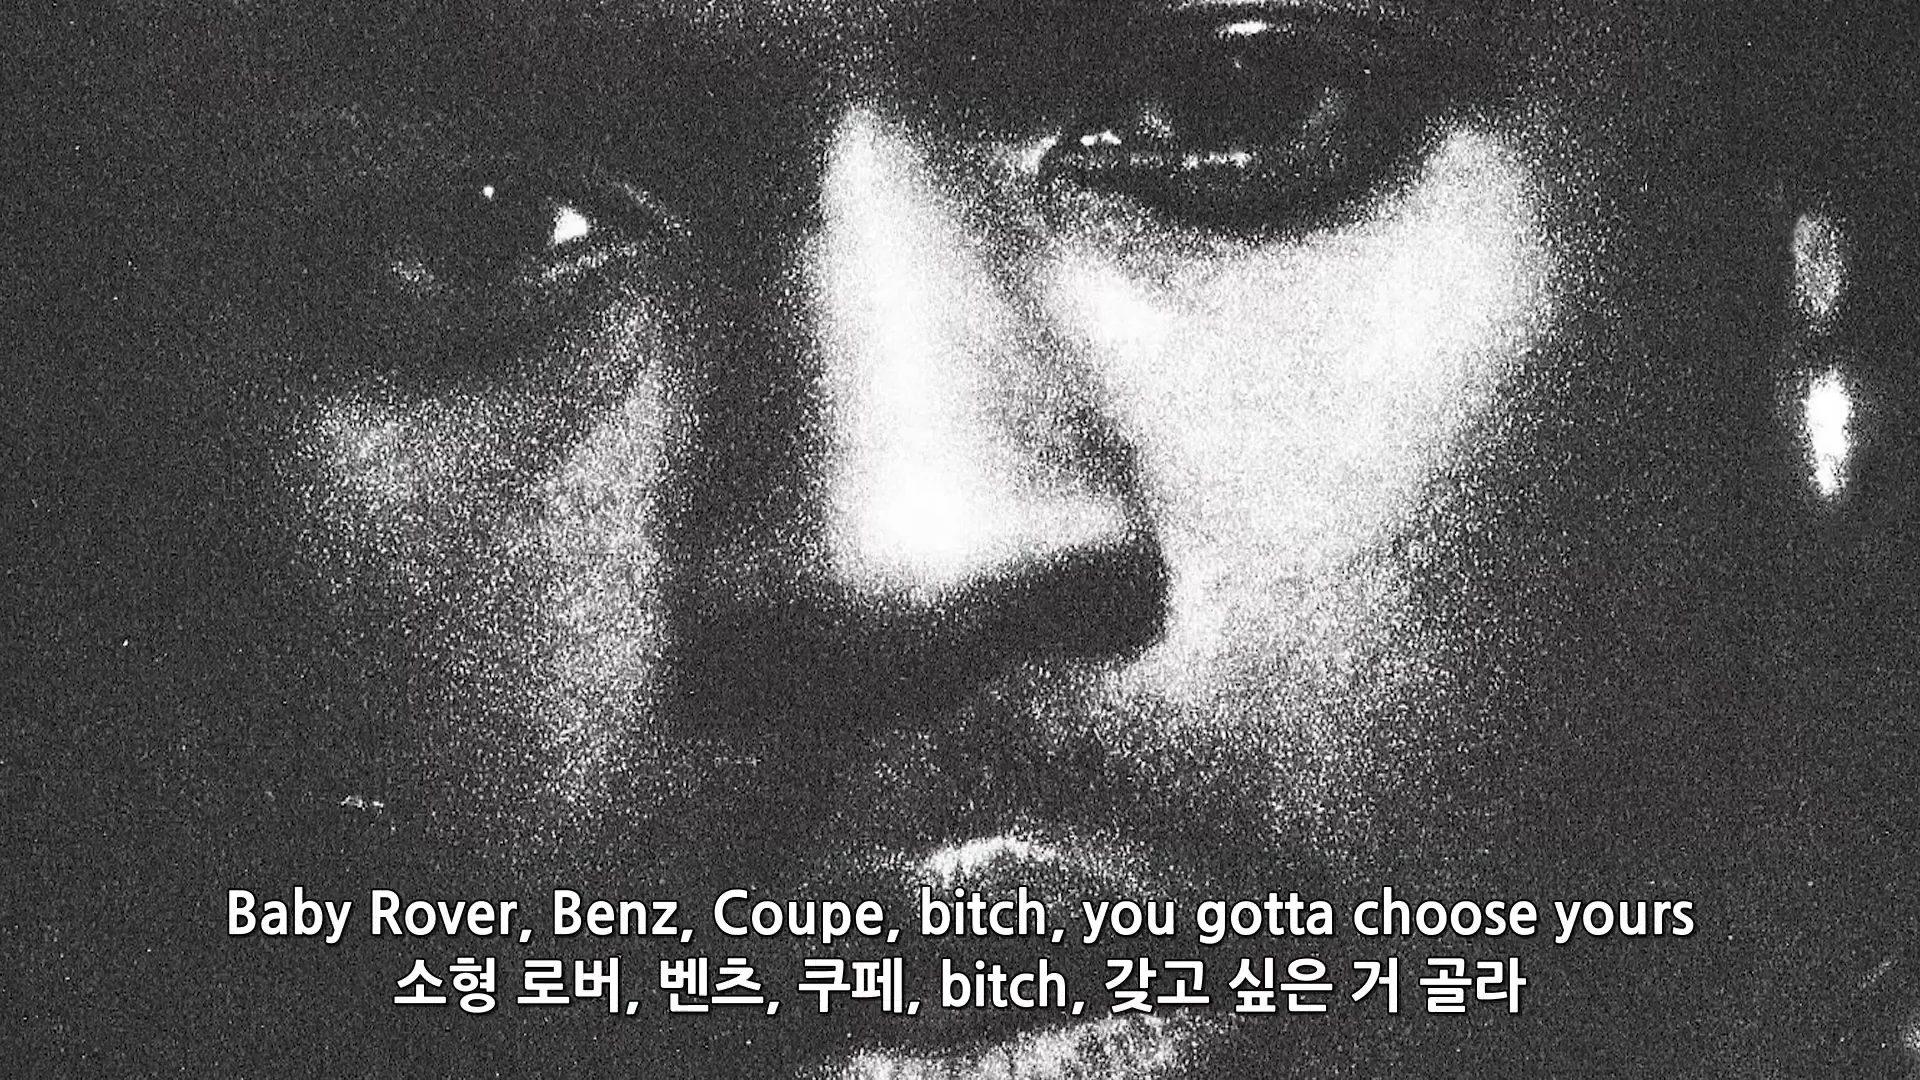 Baby Rover, Benz, Coupe, bitch, you gotta choose yours
소형 로버, 벤츠, 쿠페, bitch, 갖고 싶은 거 골라